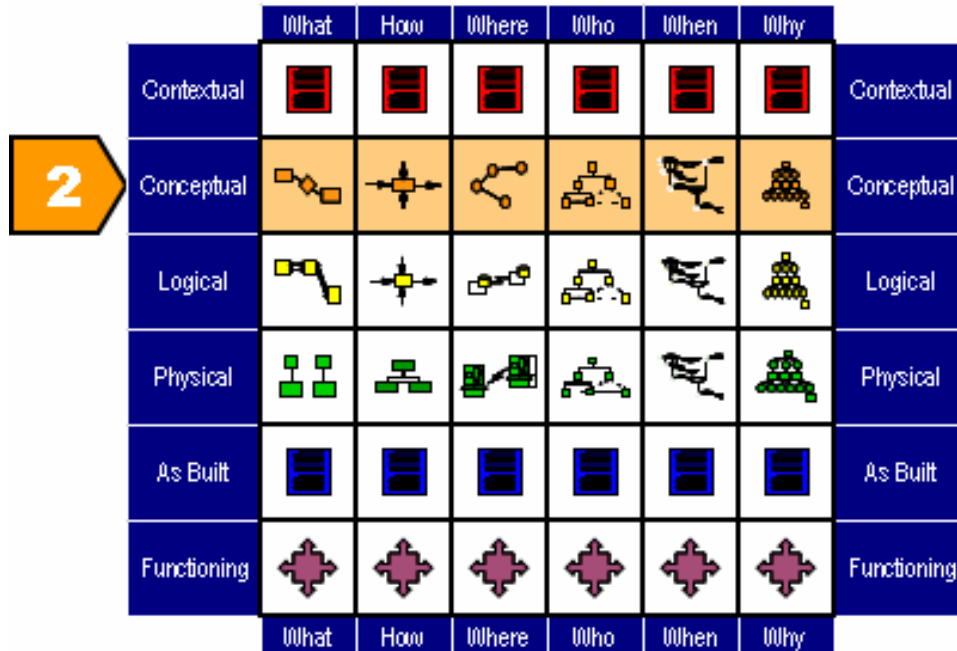 What How Where Who When Why
Contextual Contextual
2 Conceptual Conceptual
Logical Logical
Physical Physical
As Built As Built
Functioning Functioning
What How Where Who When Why